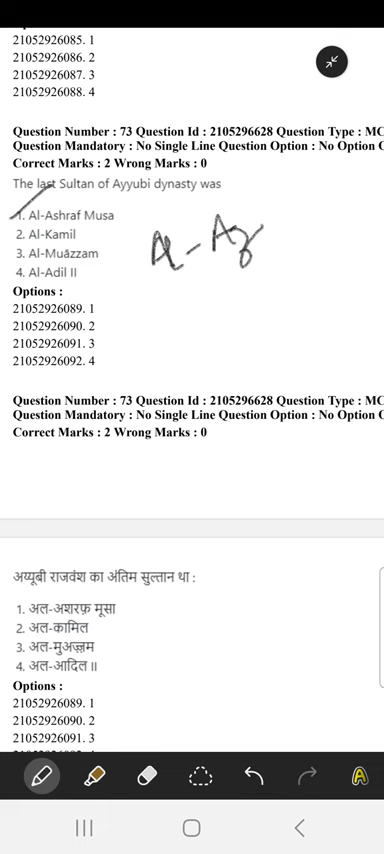 21052926085. 1
21052926086. 2
21052926087. 3
21052926088. 4
Question Number : 73 Question Id : 2105296628 Question Type : MC
Question Mandatory : No Single Line Question Option : No Option O
Correct Marks : 2 Wrong Marks : 0
The last Sultan of Ayyubi dynasty was
1. Al-Ashraf Musa
2. Al-Kamil
Al - Az
3. Al-Muāzzam
4. Al-Adil II
Options :
21052926089. 1
21052926090. 2
21052926091. 3
21052926092. 4
Question Number : 73 Question Id : 2105296628 Question Type : MC
Question Mandatory : No Single Line Question Option : No Option O
Correct Marks : 2 Wrong Marks : 0
अय्यूबी राजवंश का अंतिम सुल्तान था :
1. अल-अशरफ़ मूसा
2. अल-कामिल
3. अल-मुअज़्ज़म
4. अल-आदिल II
Options :
21052926089. 1
21052926090. 2
21052926091. 3
A